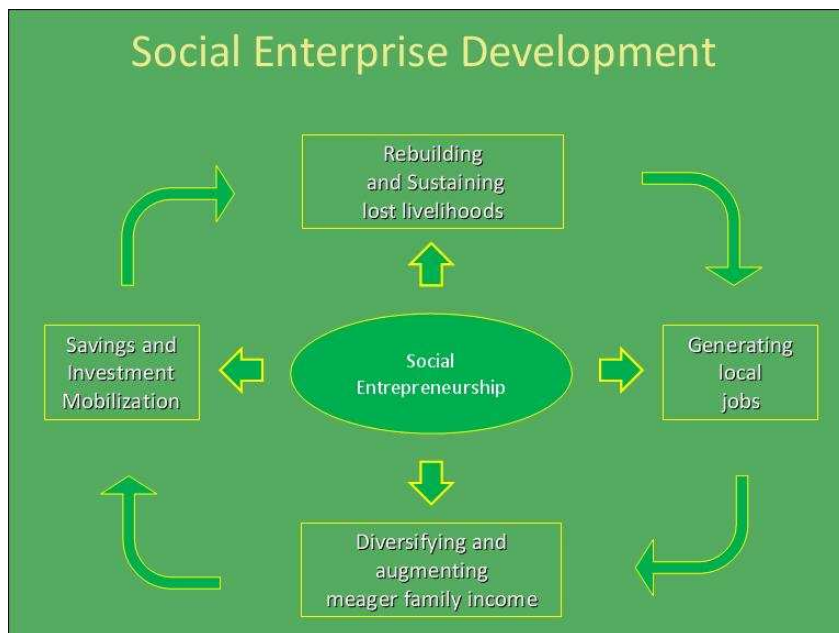 Social Enterprise Development
Rebuilding
and Sustaining
lost livelihoods
Savings and
Investment
Mobilization
Social
Entrepreneurship
Generating
local
jobs
Diversifying and
augmenting
meager family income